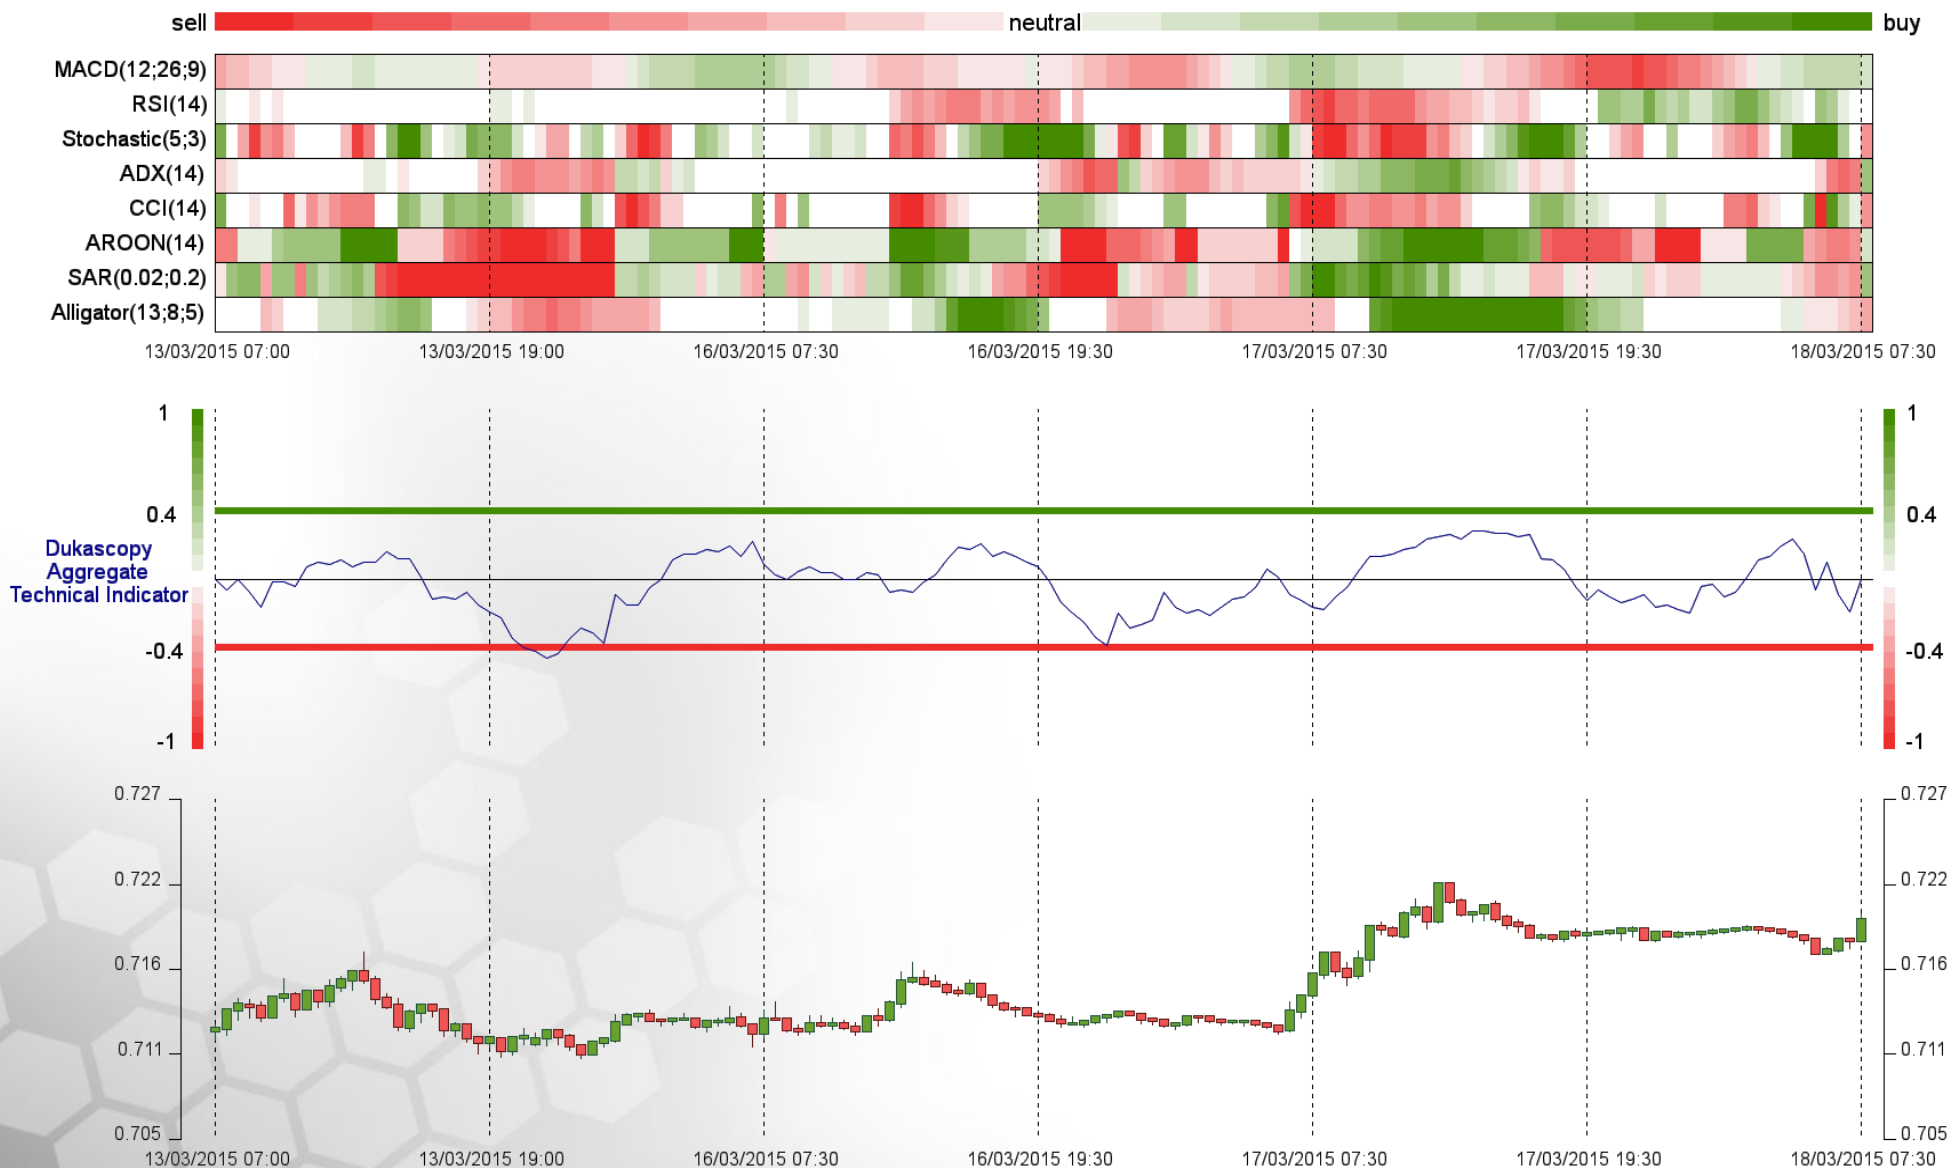 sell neutral buy
MACD(12;26;9)
RSI(14)
Stochastic(5;3)
ADX(14)
CCI(14)
AROON(14)
SAR(0.02;0.2)
Alligator(13;8;5)
13/03/2015 07:00 13/03/2015 19:00 16/03/2015 07:30 16/03/2015 19:30 17/03/2015 07:30 17/03/2015 19:30 18/03/2015 07:30
1 1
0.4 0.4
Dukascopy
Aggregate
Technical Indicator
-0.4 -0.4
-1 -1
0.727 0.727
0.722 0.722
0.716 0.716
0.711 0.711
0.705 0.705
13/03/2015 07:00 13/03/2015 19:00 16/03/2015 07:30 16/03/2015 19:30 17/03/2015 07:30 17/03/2015 19:30 18/03/2015 07:30